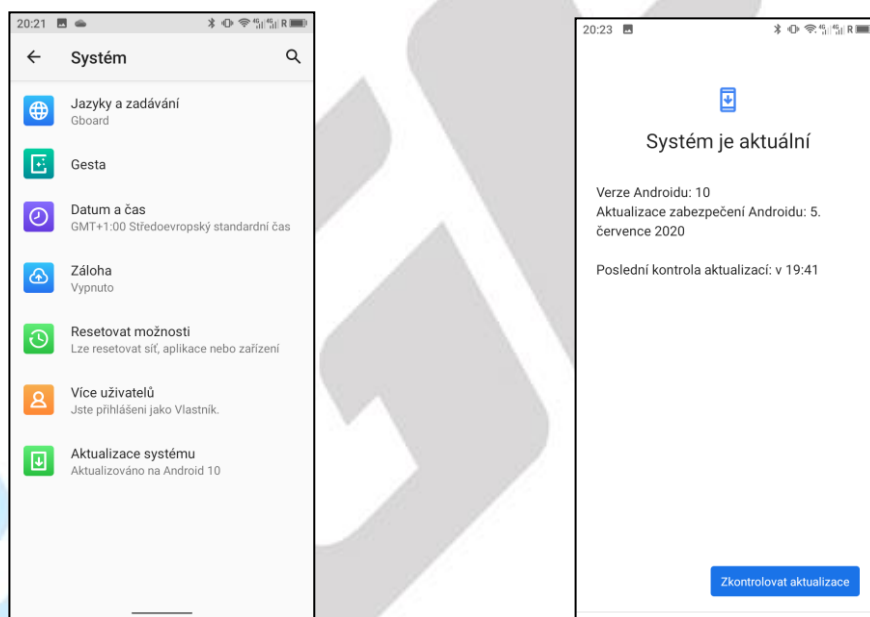 20:21
R
Systém
Jazyky a zadávání
Gboard
Gesta
Datum a čas
GMT+1:00 Středoevropský standardní čas
Záloha
Vypnuto
Resetovat možnosti
Lze resetovat síť, aplikace nebo zařízení
Více uživatelů
Jste přihlášeni jako Vlastník.
Aktualizace systému
Aktualizováno na Android 10
20:23
R
Systém je aktuální
Verze Androidu: 10
Aktualizace zabezpečení Androidu: 5.
července 2020
Poslední kontrola aktualizací: v 19:41
Zkontrolovat aktualizace